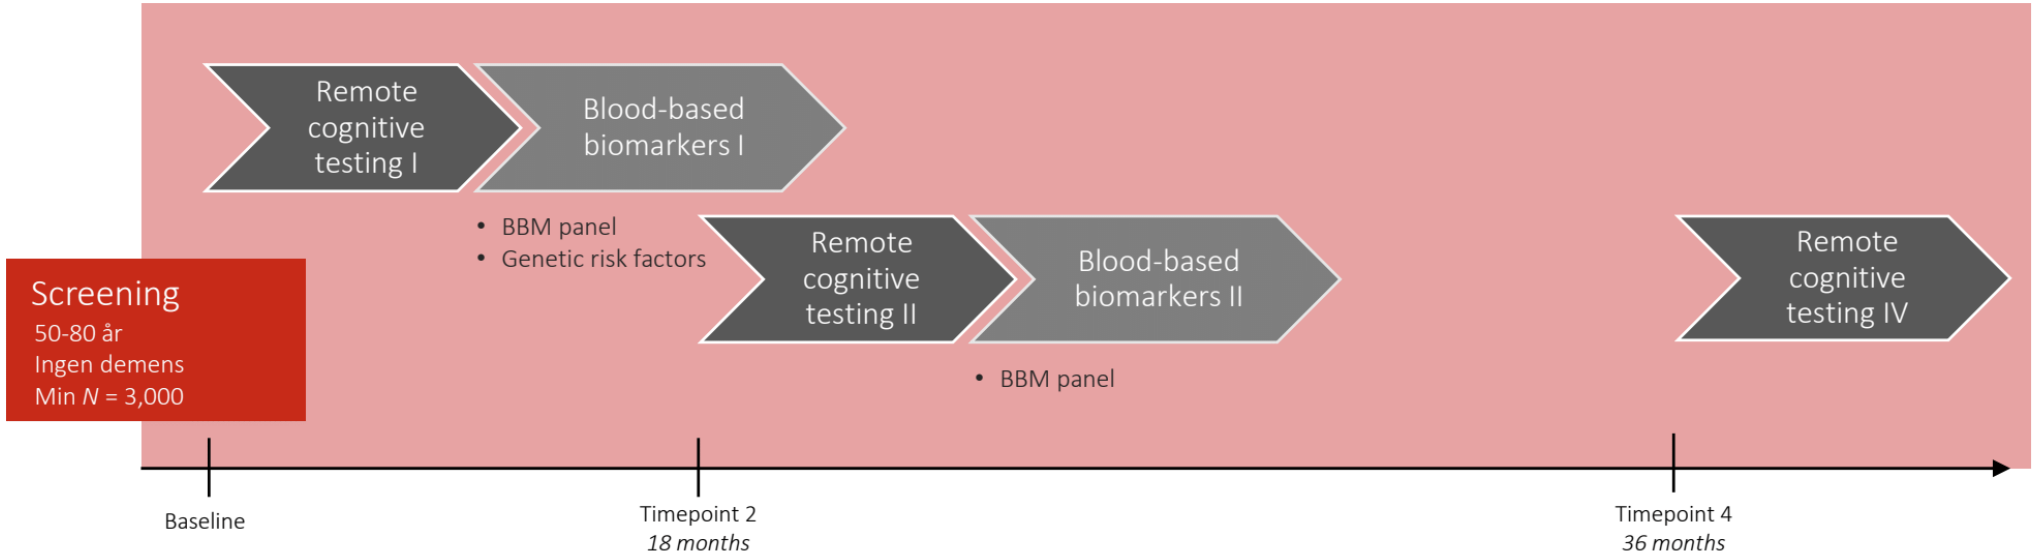 Remote
cognitive
testing I
Blood-based
biomarkers I
• BBM panel
• Genetic risk factors
Remote
cognitive
testing II
Blood-based
biomarkers II
• BBM panel
Remote
cognitive
testing IV
Screening
50-80 år
Ingen demens
Min N = 3,000
Baseline
Timepoint 2
18 months
Timepoint 4
36 months